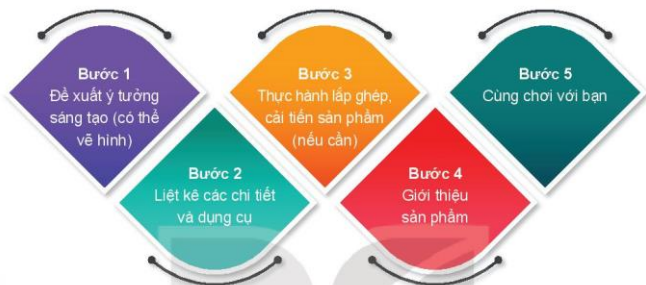 Bước 1
Đề xuất ý tưởng
sáng tạo (có thể
vẽ hình)
Bước 2
Liệt kê các chi tiết
và dụng cụ
Bước 3
Thực hành lắp ghép,
cải tiến sản phẩm
(nếu cần)
Bước 4
Giới thiệu
sản phẩm
Bước 5
Cùng chơi với bạn